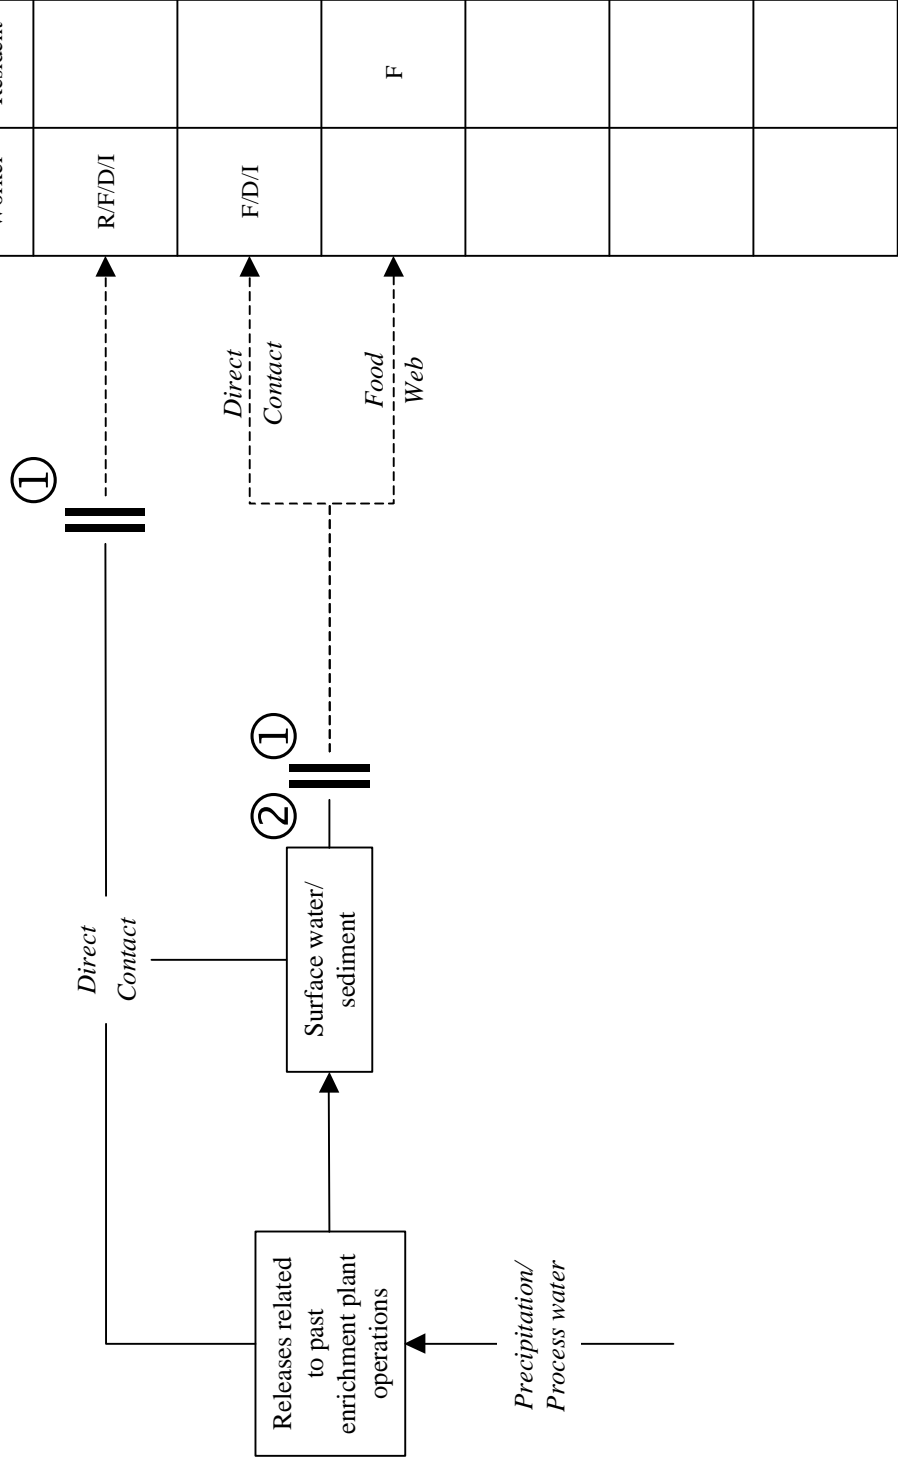 Worker
Resident
①
Direct
Contact
R/F/D/I
② ①
Direct
Contact
F/D/I
Releases related
to past
enrichment plant
operations
Surface water/
sediment
Food
Web
F
Precipitation/
Process water